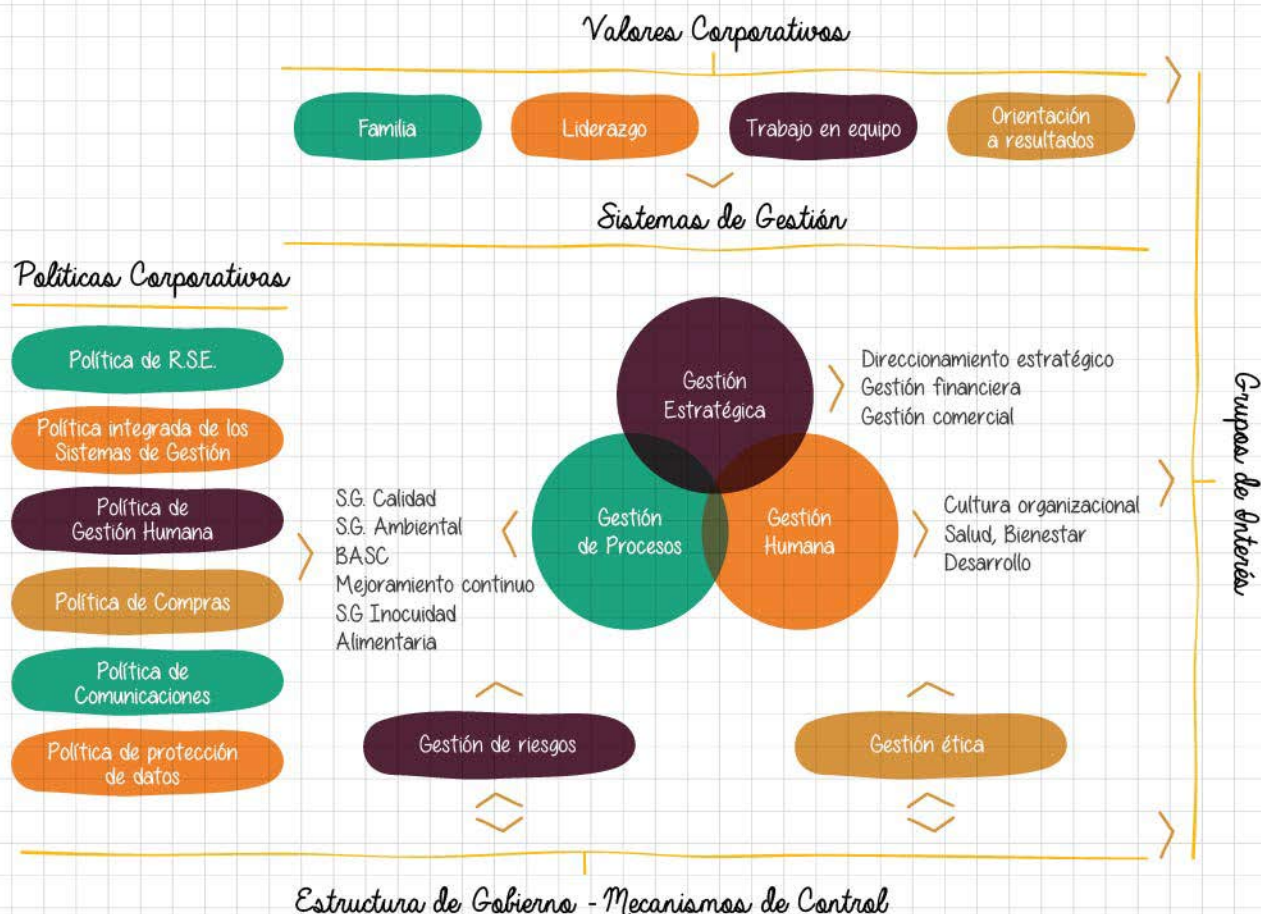 Valores Corporativos
Familia
Liderazgo
Trabajo en equipo
Orientación
a resultados
Sistemas de Gestión
Políticas Corporativas
Política de R.S.E.
Política integrada de los
Sistemas de Gestión
Política de
Gestión Humana
Política de Compras
Política de
Comunicaciones
Política de protección
de datos
S.G. Calidad
S.G. Ambiental
BASC
Mejoramiento continuo
S.G Inocuidad
Alimentaria
Gestión
Estratégica
Gestión
de Procesos
Gestión
Humana
Direccionamiento estratégico
Gestión financiera
Gestión comercial
Cultura organizacional
Salud, Bienestar
Desarrollo
Gestión de riesgos
Gestión ética
Grupos de Interés
Estructura de Gobierno - Mecanismos de Control